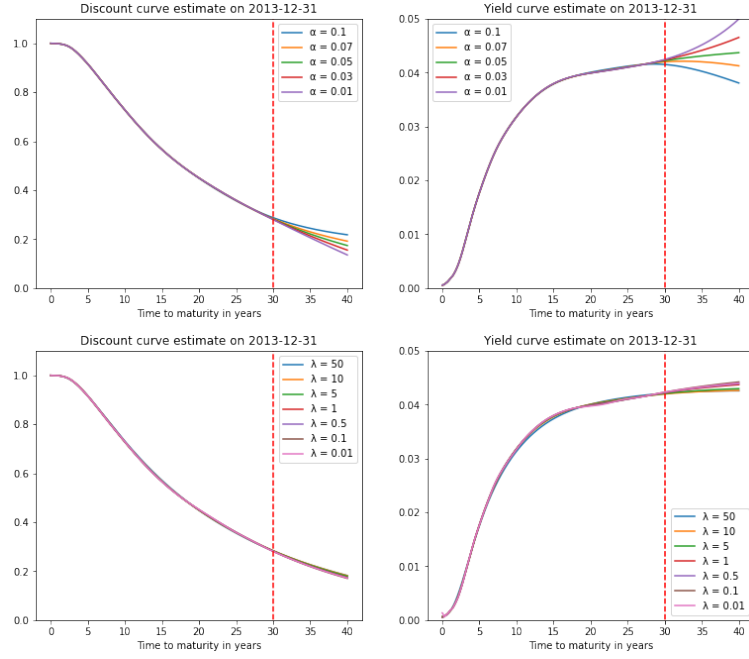 Discount curve estimate on 2013-12-31
1.0
0.8
0.6
0.4
0.2
0.0
0 5 10 15 20 25 30 35 40
Time to maturity in years
α = 0.1
α = 0.07
α = 0.05
α = 0.03
α = 0.01
Yield curve estimate on 2013-12-31
0.05
0.04
0.03
0.02
0.01
0.00
0 5 10 15 20 25 30 35 40
Time to maturity in years
α = 0.1
α = 0.07
α = 0.05
α = 0.03
α = 0.01
Discount curve estimate on 2013-12-31
1.0
0.8
0.6
0.4
0.2
0.0
0 5 10 15 20 25 30 35 40
Time to maturity in years
λ = 50
λ = 10
λ = 5
λ = 1
λ = 0.5
λ = 0.1
λ = 0.01
Yield curve estimate on 2013-12-31
0.05
0.04
0.03
0.02
0.01
0.00
0 5 10 15 20 25 30 35 40
Time to maturity in years
λ = 50
λ = 10
λ = 5
λ = 1
λ = 0.5
λ = 0.1
λ = 0.01